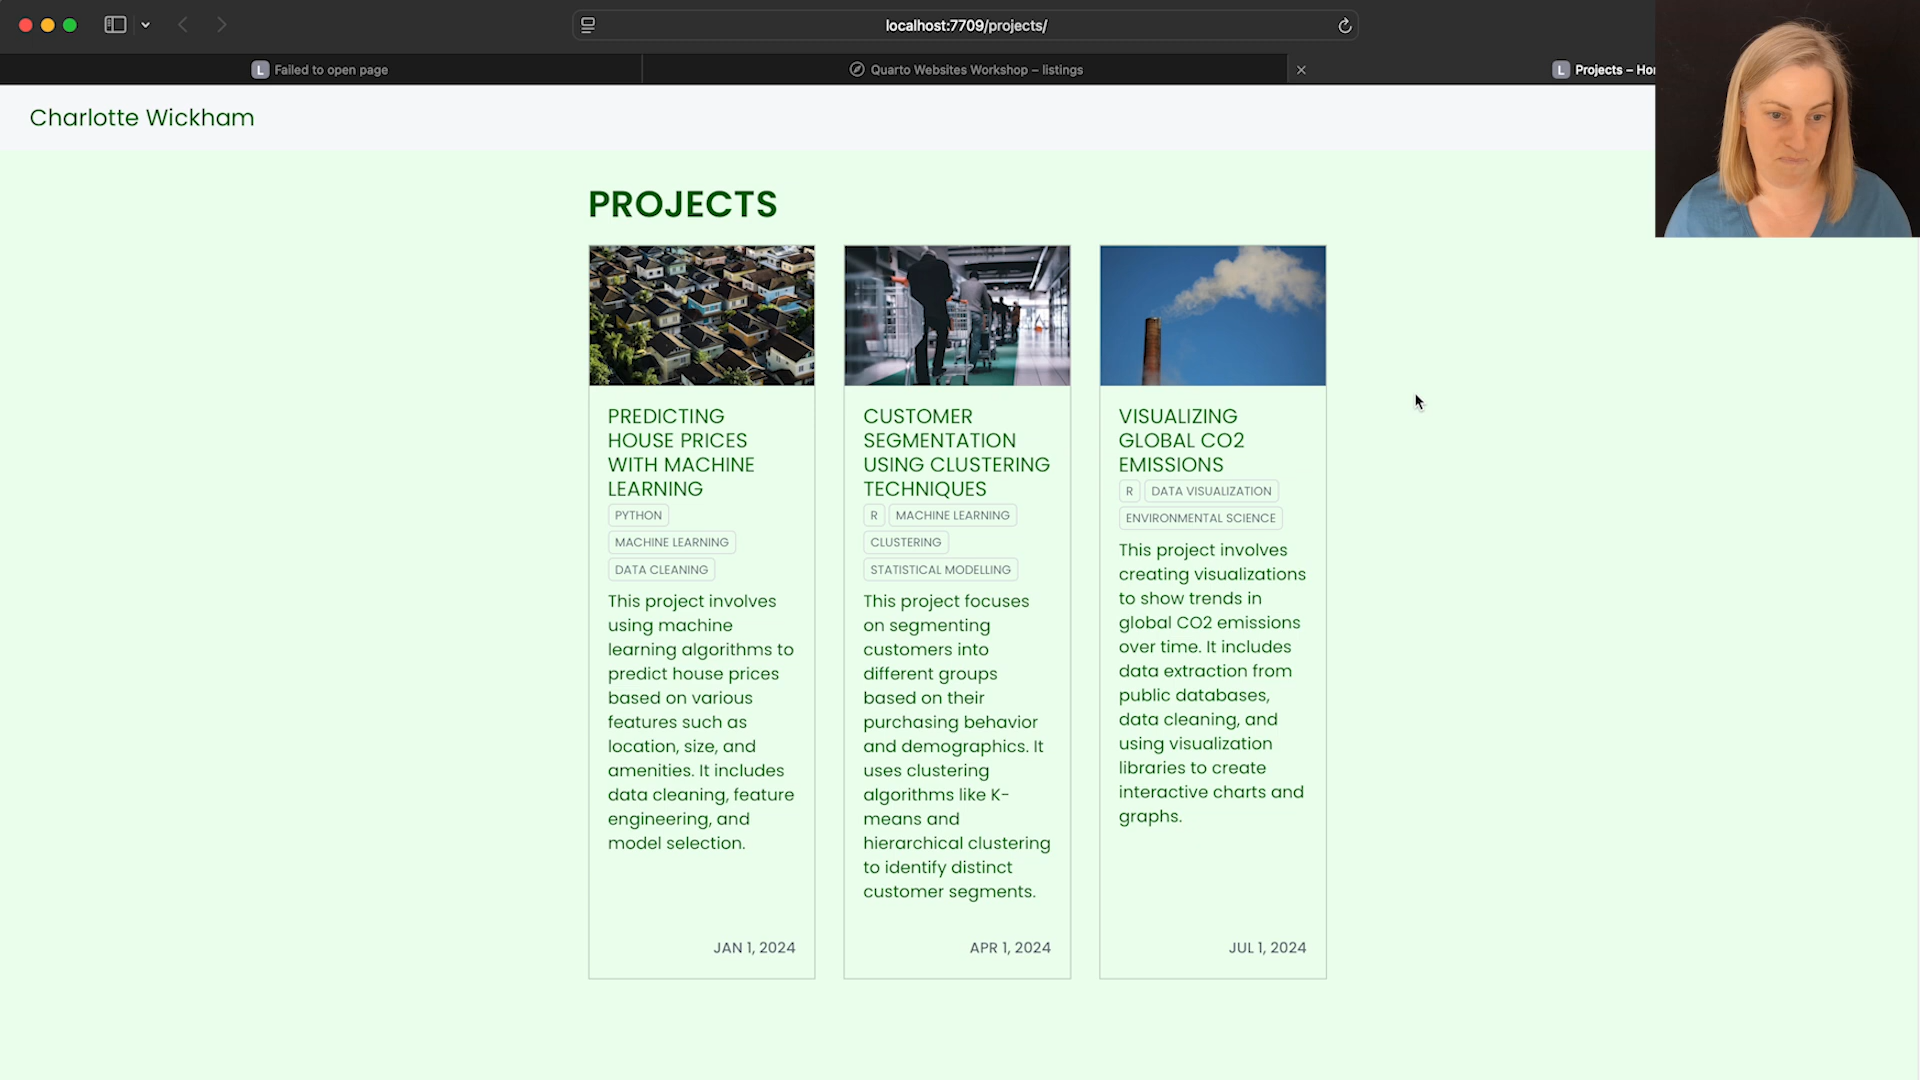 localhost:7709/projects/
L Failed to open page
Quarto Websites Workshop – listings
L Projects – Hor
Charlotte Wickham
PROJECTS
PREDICTING
HOUSE PRICES
WITH MACHINE
LEARNING
PYTHON
MACHINE LEARNING
DATA CLEANING
This project involves
using machine
learning algorithms to
predict house prices
based on various
features such as
location, size, and
amenities. It includes
data cleaning, feature
engineering, and
model selection.
JAN 1, 2024
CUSTOMER
SEGMENTATION
USING CLUSTERING
TECHNIQUES
R MACHINE LEARNING
CLUSTERING
STATISTICAL MODELLING
This project focuses
on segmenting
customers into
different groups
based on their
purchasing behavior
and demographics. It
uses clustering
algorithms like K-
means and
hierarchical clustering
to identify distinct
customer segments.
APR 1, 2024
VISUALIZING
GLOBAL CO2
EMISSIONS
R DATA VISUALIZATION
ENVIRONMENTAL SCIENCE
This project involves
creating visualizations
to show trends in
global CO2 emissions
over time. It includes
data extraction from
public databases,
data cleaning, and
using visualization
libraries to create
interactive charts and
graphs.
JUL 1, 2024